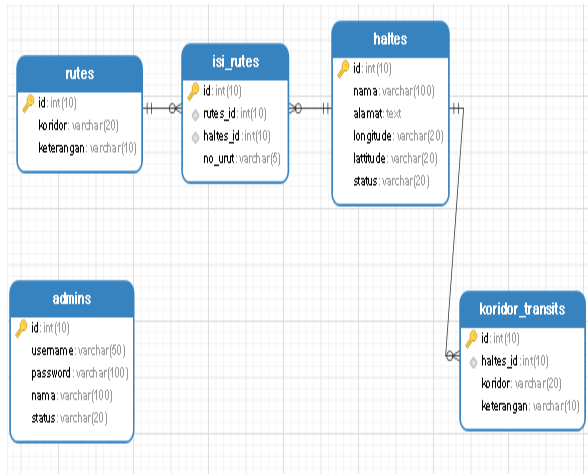 rutes
id: int(10)
koridor: varchar(20)
keterangan: varchar(10)
isi_rutes
id: int(10)
rutes_id: int(10)
haltes_id: int(10)
no_urut: varchar(5)
haltes
id: int(10)
nama: varchar(100)
alamat: text
longitude: varchar(20)
lattitude: varchar(20)
status: varchar(20)
admins
id: int(10)
username: varchar(50)
password: varchar(100)
nama: varchar(100)
status: varchar(20)
koridor_transits
id: int(10)
haltes_id: int(10)
koridor: varchar(20)
keterangan: varchar(10)